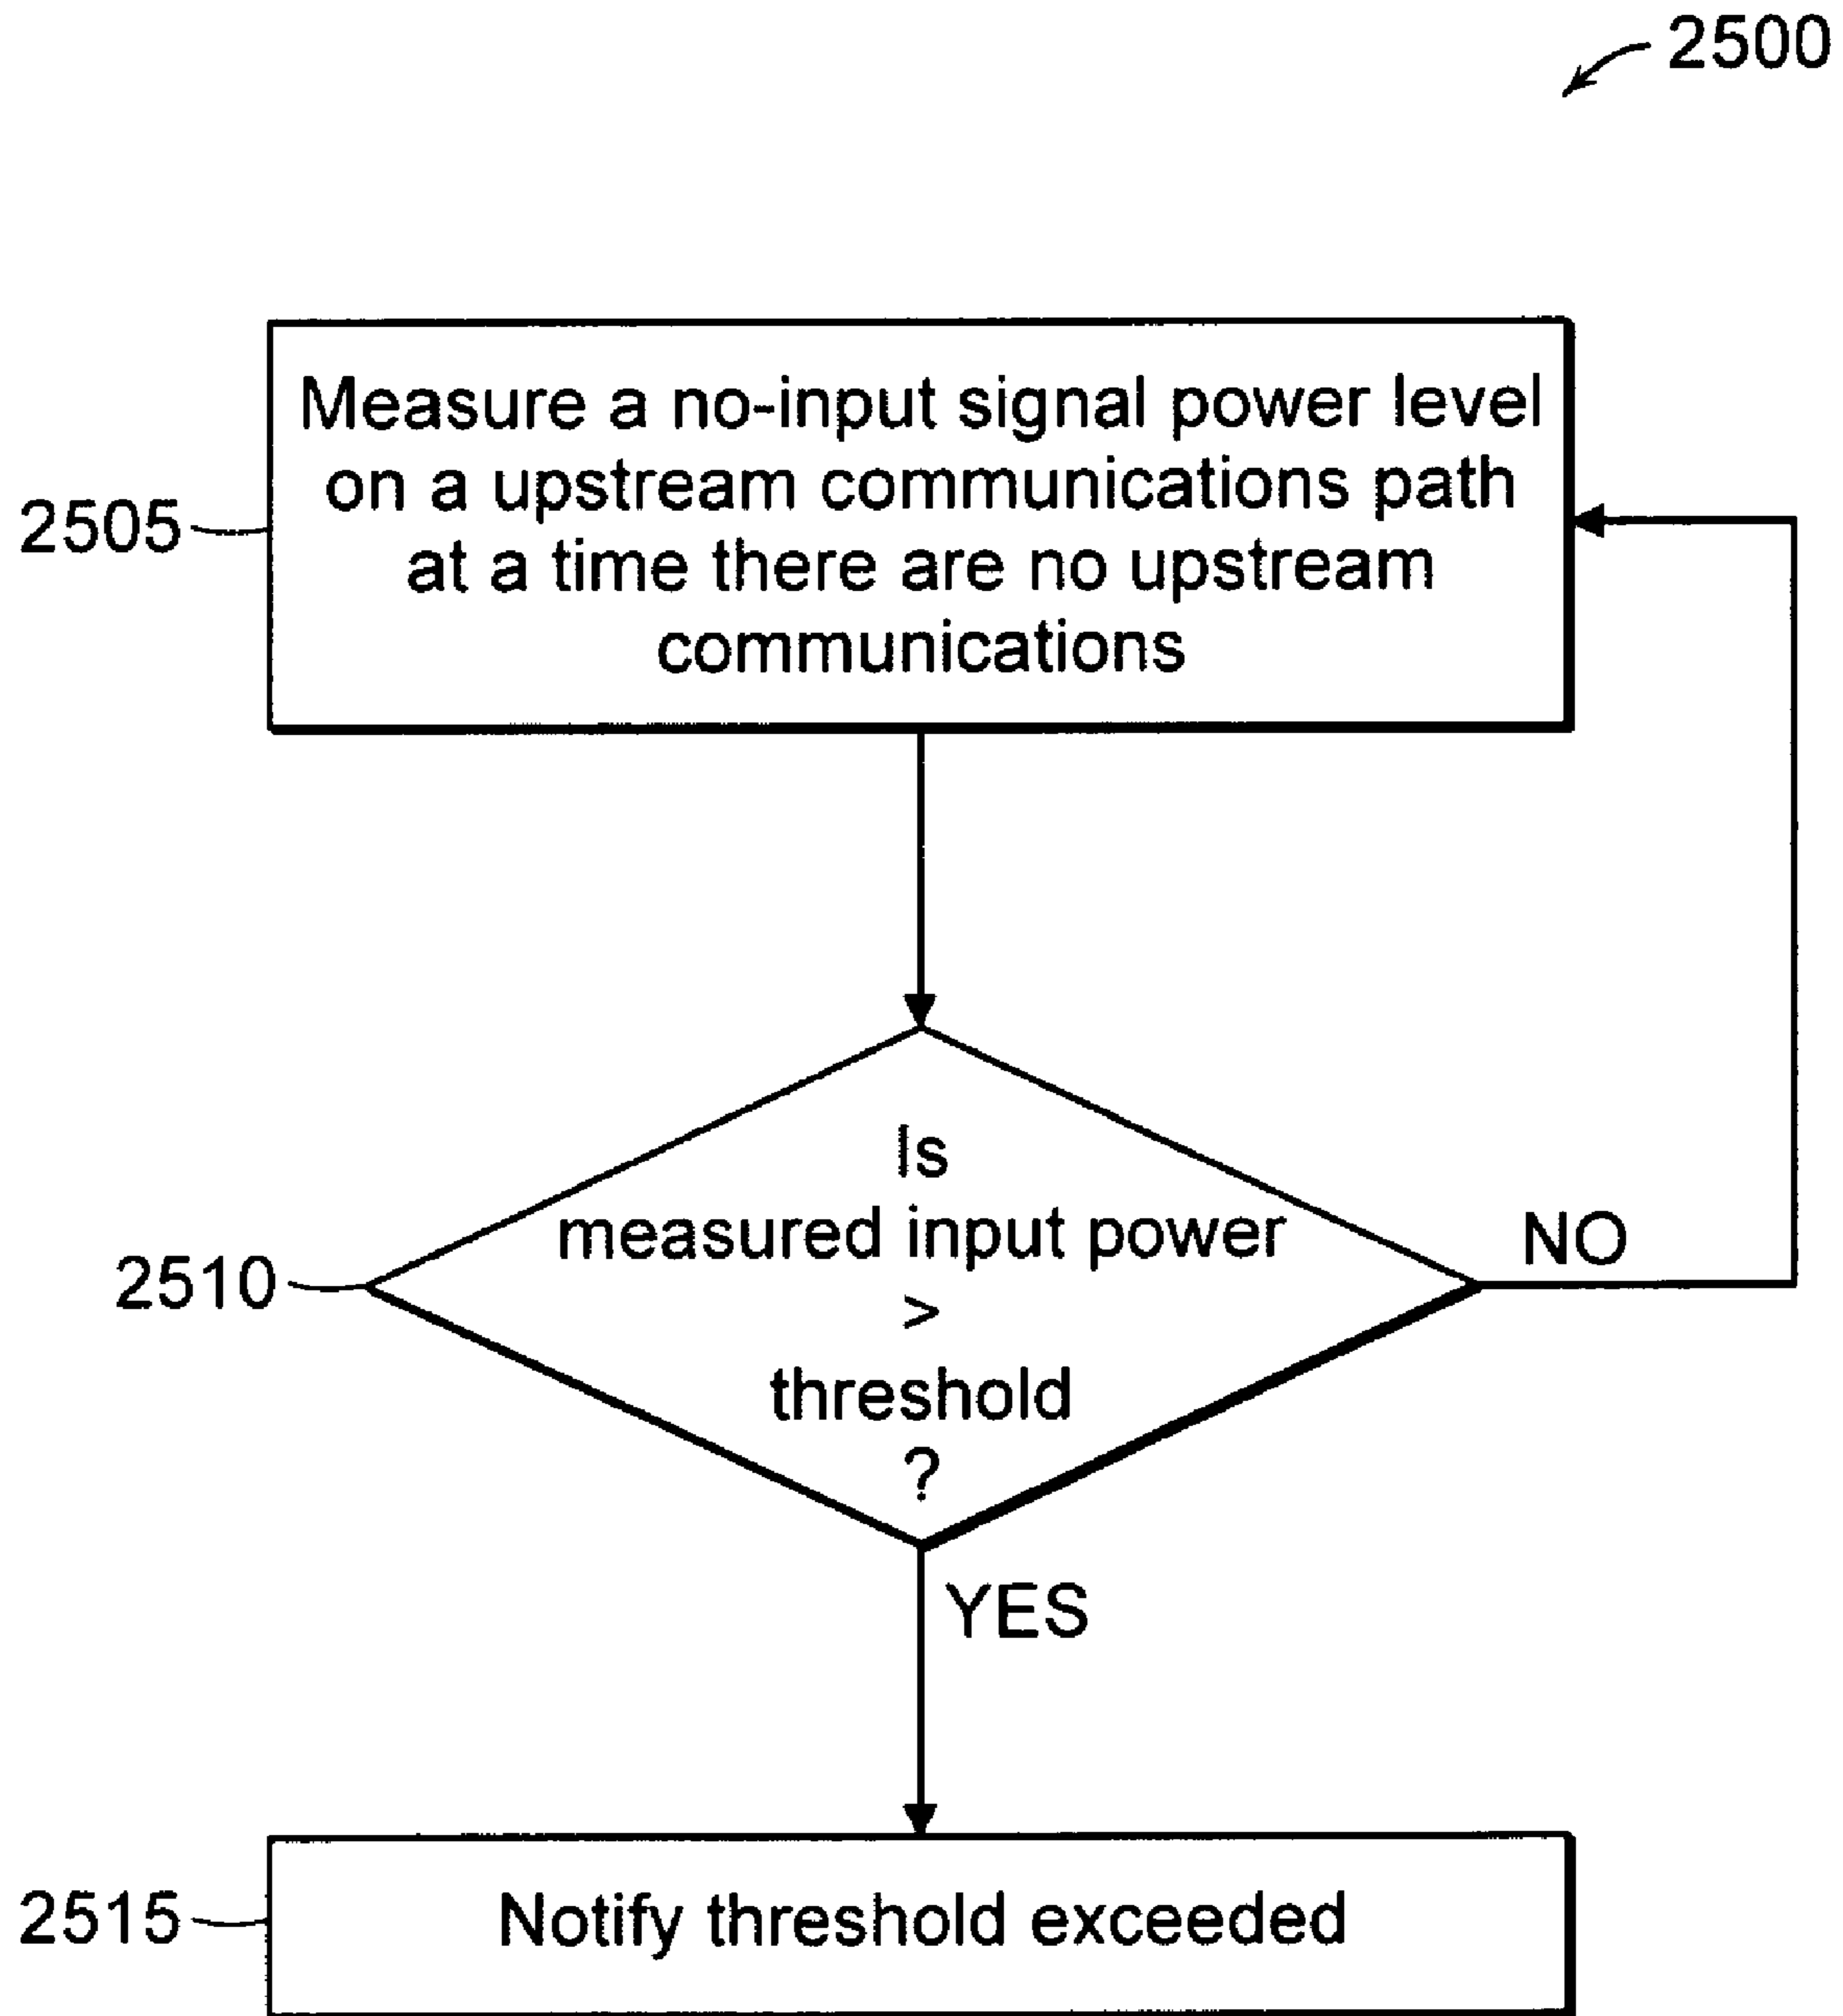 2500
Measure a no-input signal power level
on a upstream communications path
at a time there are no upstream
communications
2505
Is
measured input power
>
threshold
?
2510
NO
YES
Notify threshold exceeded
2515